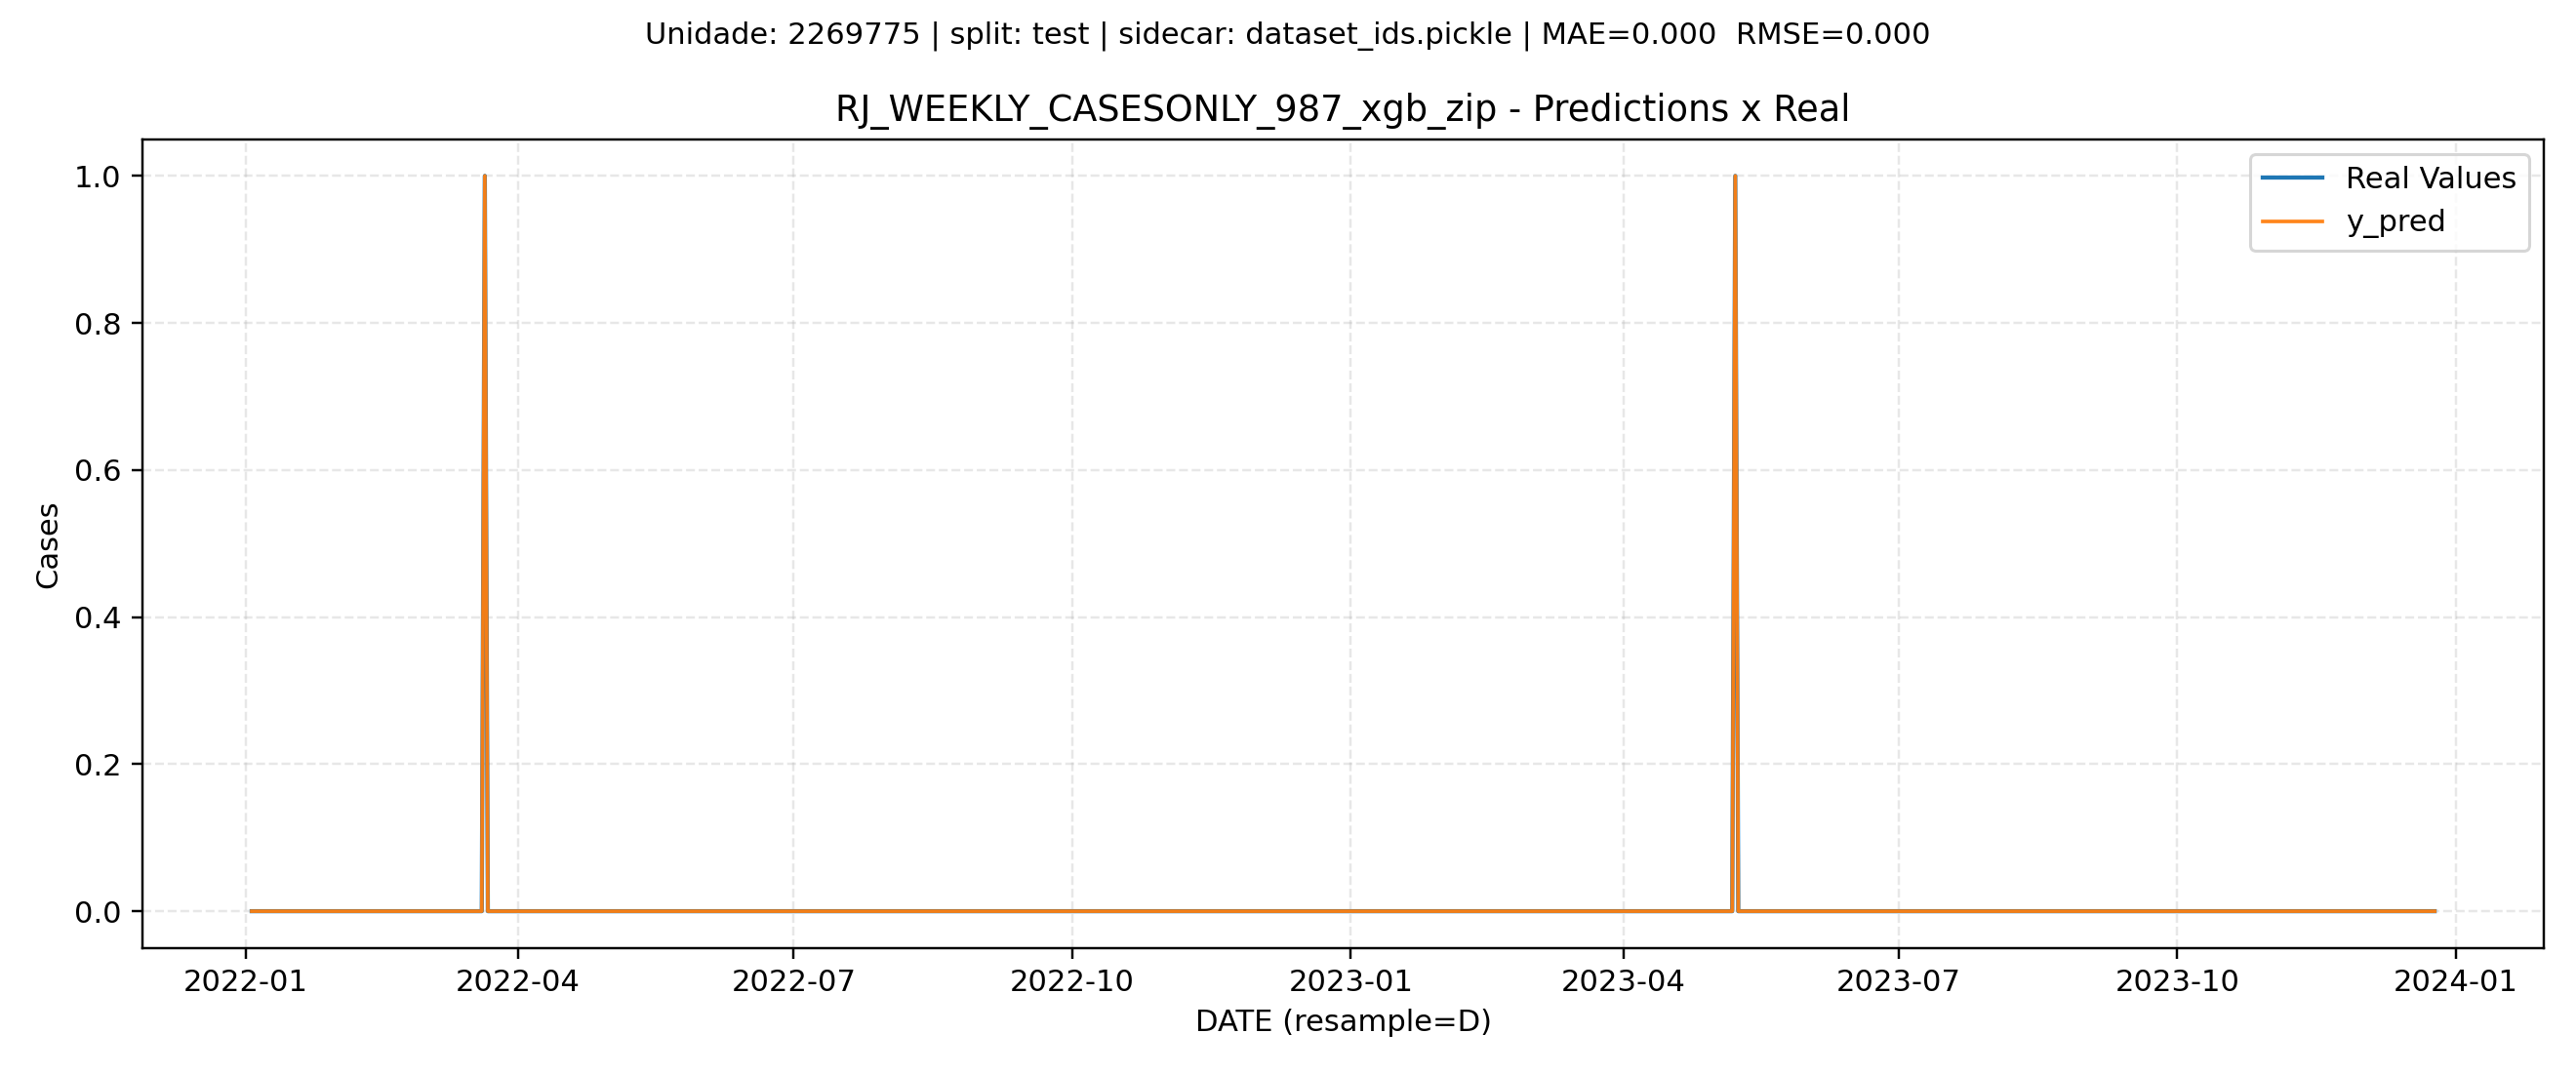 Unidade: 2269775 | split: test | sidecar: dataset_ids.pickle | MAE=0.000  RMSE=0.000
RJ_WEEKLY_CASESONLY_987_xgb_zip - Predictions x Real
Real Values
y_pred
1.0
0.8
0.6
0.4
0.2
0.0
Cases
2022-01
2022-04
2022-07
2022-10
2023-01
2023-04
2023-07
2023-10
2024-01
DATE (resample=D)